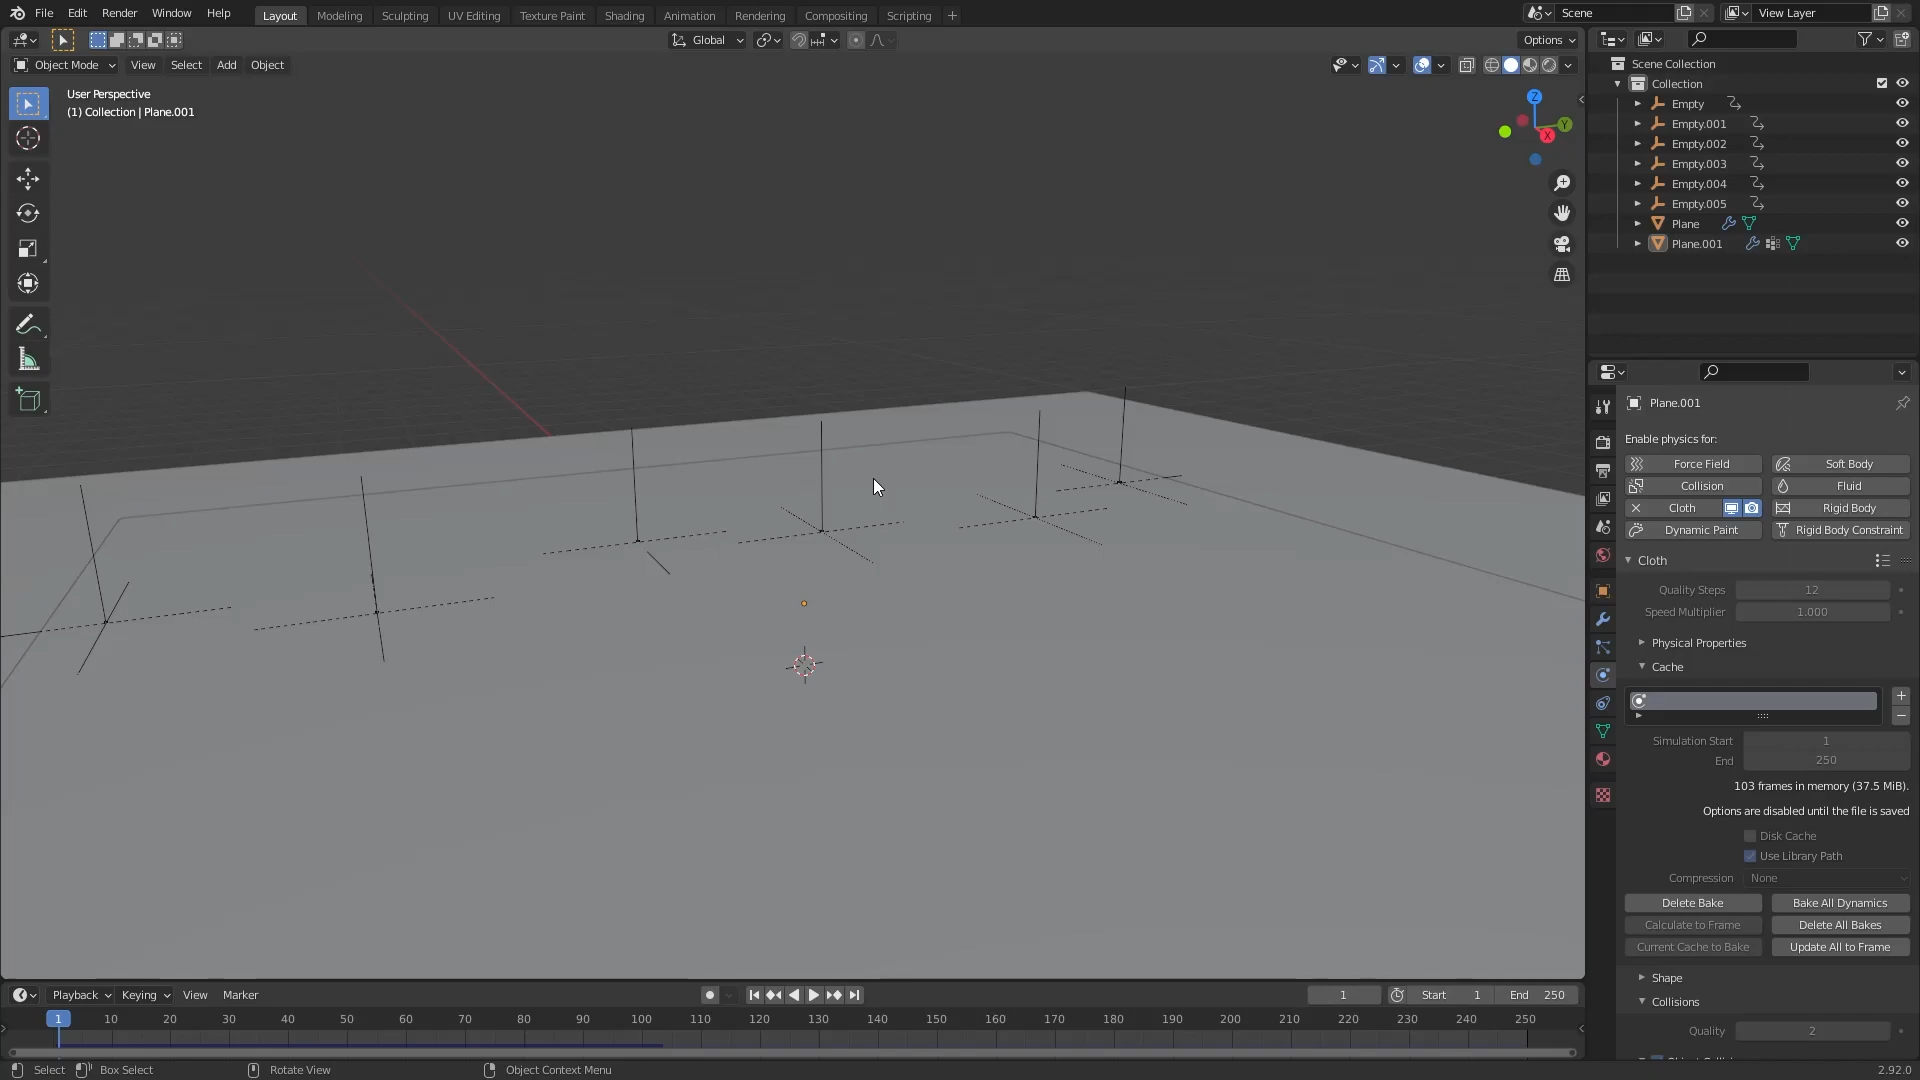 File Edit Render Window Help
Layout Modeling Sculpting UV Editing Texture Paint Shading Animation Rendering Compositing Scripting +
Scene View Layer
Global Options
Object Mode View Select Add Object
User Perspective
(1) Collection | Plane.001
Z
Y
X
Scene Collection
Collection
Empty
Empty.001
Empty.002
Empty.003
Empty.004
Empty.005
Plane
Plane.001
Plane.001
Enable physics for:
Force Field Soft Body
Collision Fluid
Cloth Rigid Body
Dynamic Paint Rigid Body Constraint
Cloth
Quality Steps 12
Speed Multiplier 1.000
Physical Properties
Cache
Simulation Start 1
End 250
103 frames in memory (37.5 MiB).
Options are disabled until the file is saved
Disk Cache
Use Library Path
Compression None
Delete Bake Bake All Dynamics
Calculate to Frame Delete All Bakes
Current Cache to Bake Update All to Frame
Shape
Collisions
Quality 2
Playback Keying View Marker 1 Start 1 End 250
1 10 20 30 40 50 60 70 80 90 100 110 120 130 140 150 160 170 180 190 200 210 220 230 240 250
Select Box Select Rotate View Object Context Menu 2.92.0